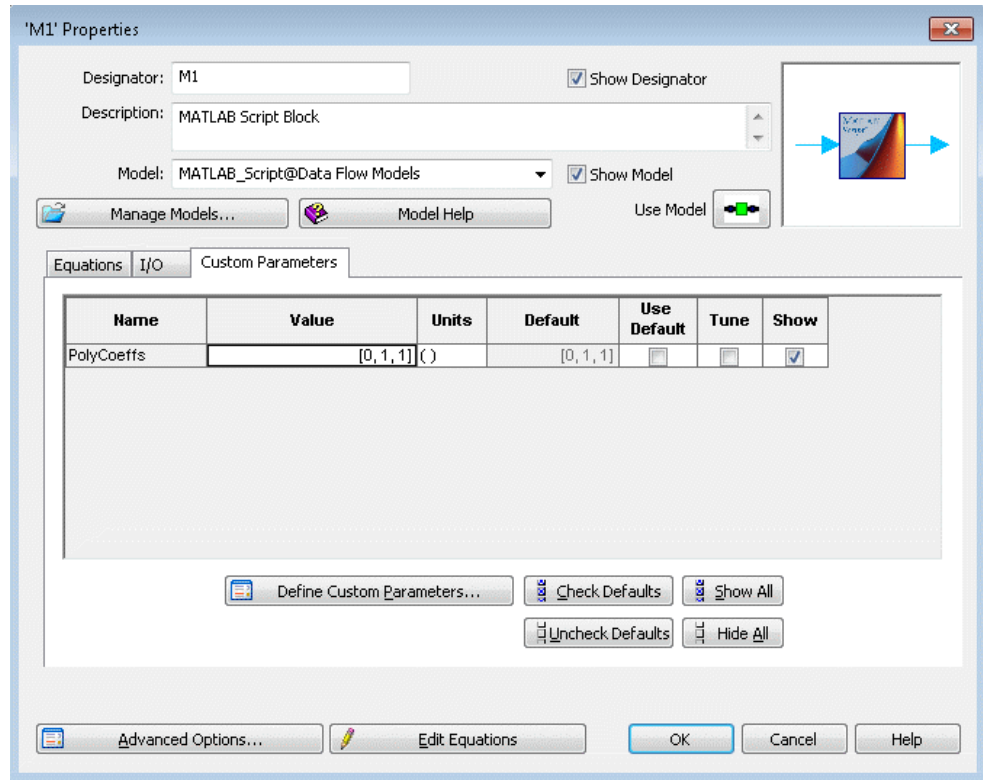 'M1' Properties
Designator: M1 Show Designator
Description: MATLAB Script Block
Model: MATLAB_Script@Data Flow Models Show Model
Manage Models... Model Help Use Model
Equations I/O Custom Parameters
Name Value Units Default Use Default Tune Show
PolyCoeffs [0, 1, 1] ( ) [0, 1, 1]
Define Custom Parameters... Check Defaults Show All
Uncheck Defaults Hide All
Advanced Options... Edit Equations OK Cancel Help